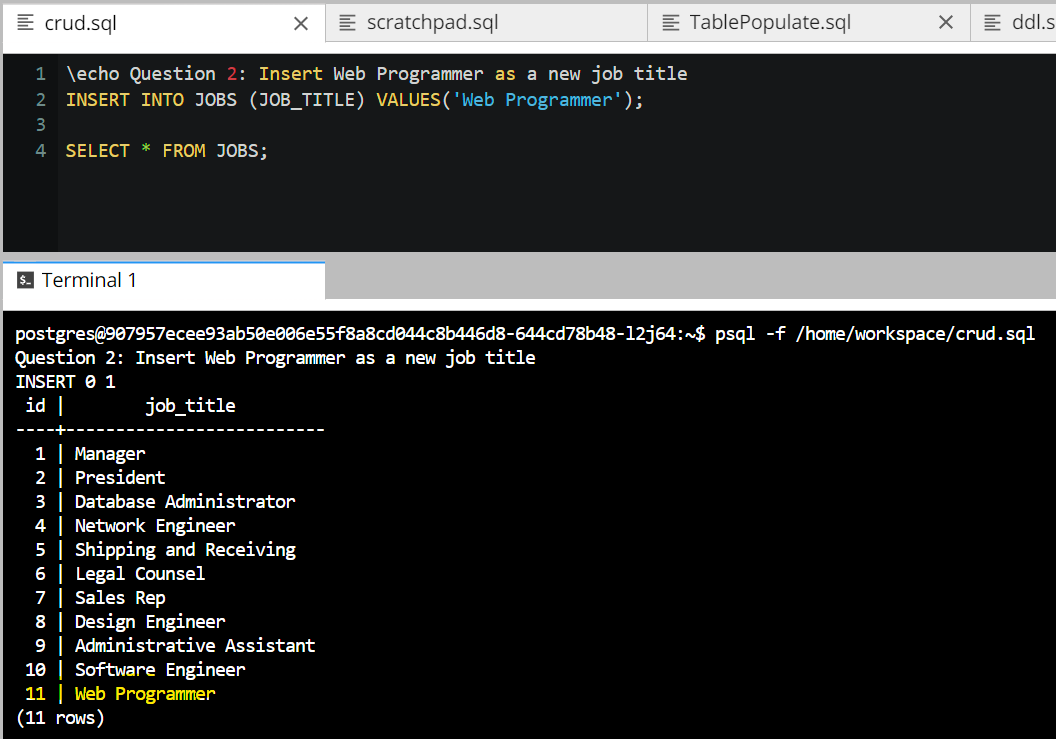 crud.sql
scratchpad.sql
TablePopulate.sql
ddl.s
1 \echo Question 2: Insert Web Programmer as a new job title
2 INSERT INTO JOBS (JOB_TITLE) VALUES('Web Programmer');
3
4 SELECT * FROM JOBS;
$_ Terminal 1
postgres@907957ecee93ab50e006e55f8a8cd044c8b446d8-644cd78b48-l2j64:~$ psql -f /home/workspace/crud.sql
Question 2: Insert Web Programmer as a new job title
INSERT 0 1
 id |        job_title
----+--------------------------
  1 | Manager
  2 | President
  3 | Database Administrator
  4 | Network Engineer
  5 | Shipping and Receiving
  6 | Legal Counsel
  7 | Sales Rep
  8 | Design Engineer
  9 | Administrative Assistant
 10 | Software Engineer
 11 | Web Programmer
(11 rows)